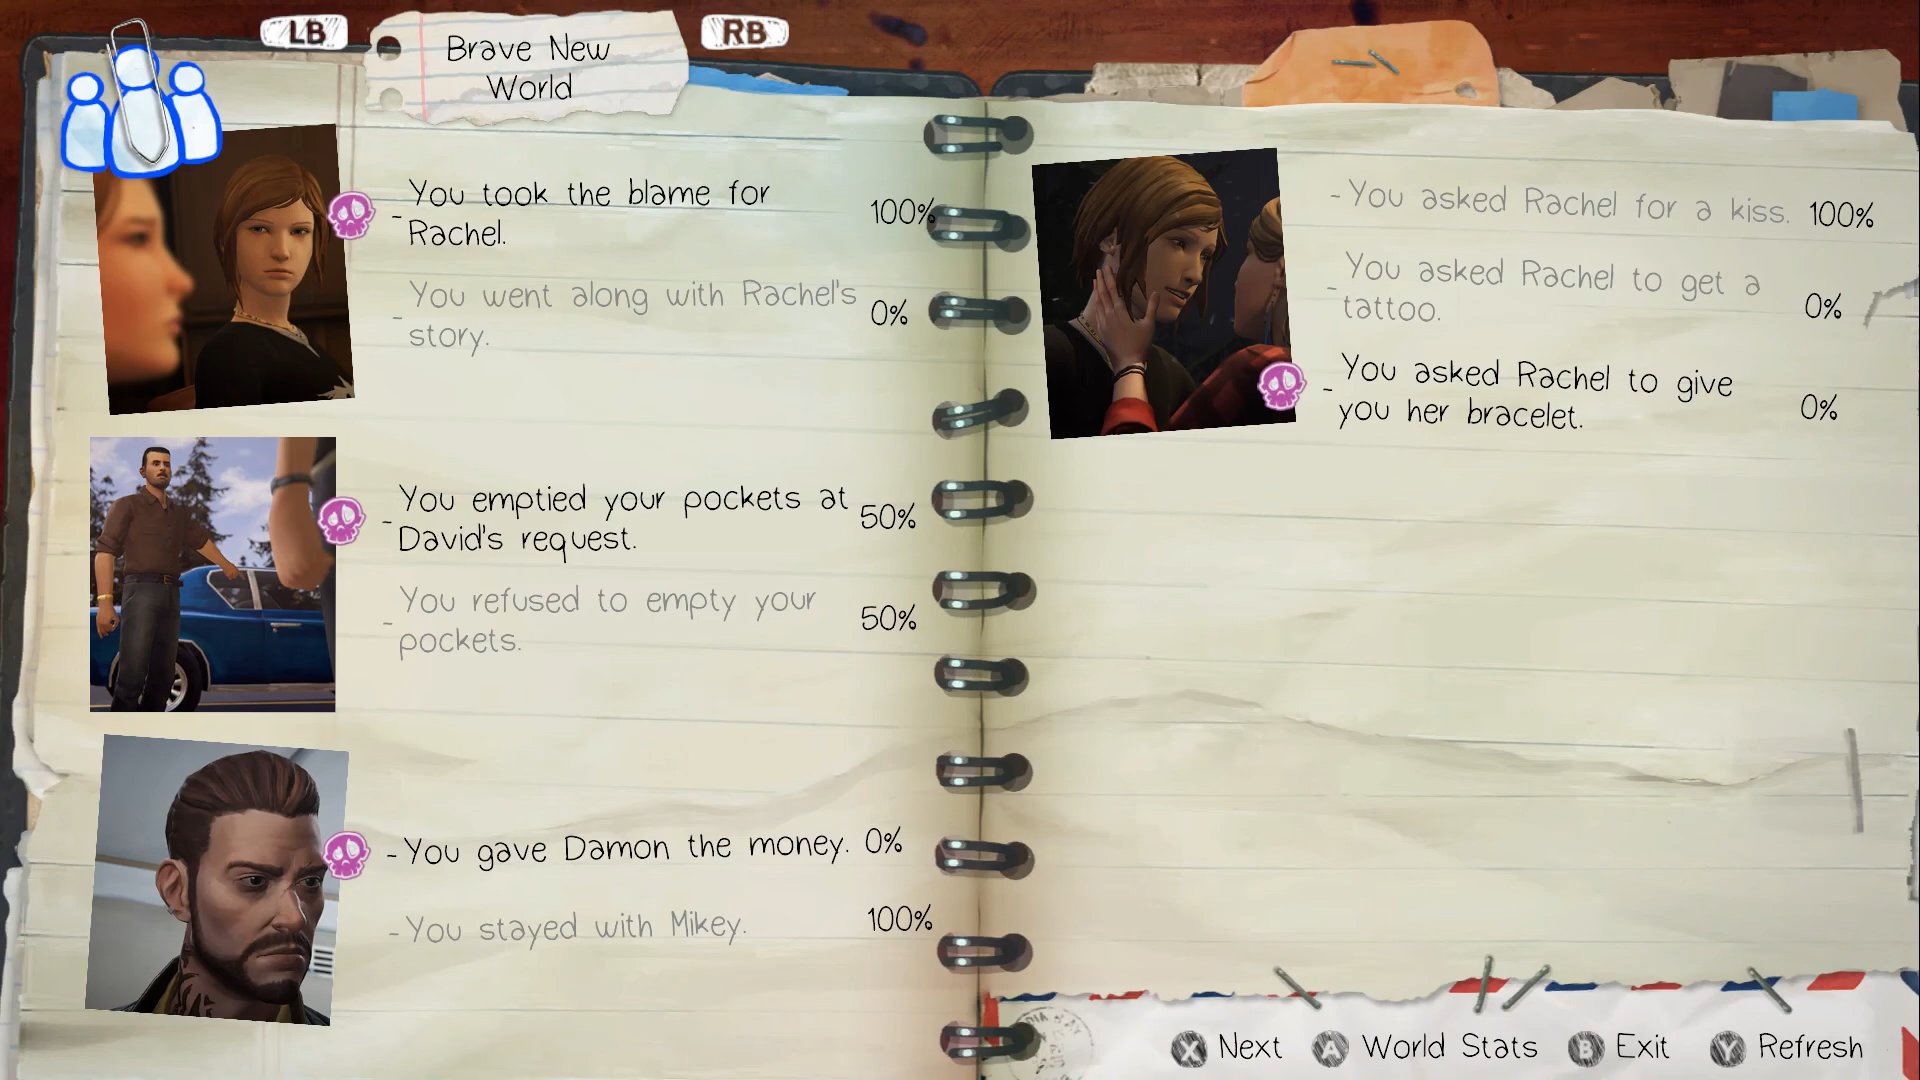 LB
Brave New
World
RB
-You took the blame for
Rachel.
100%
-You went along with Rachel's
story.
0%
-You emptied your pockets at
David's request.
50%
-You refused to empty your
pockets.
50%
-You gave Damon the money. 0%
-You stayed with Mikey. 100%
-You asked Rachel for a kiss. 100%
-You asked Rachel to get a
tattoo.
0%
-You asked Rachel to give
you her bracelet.
0%
X Next A World Stats B Exit Y Refresh